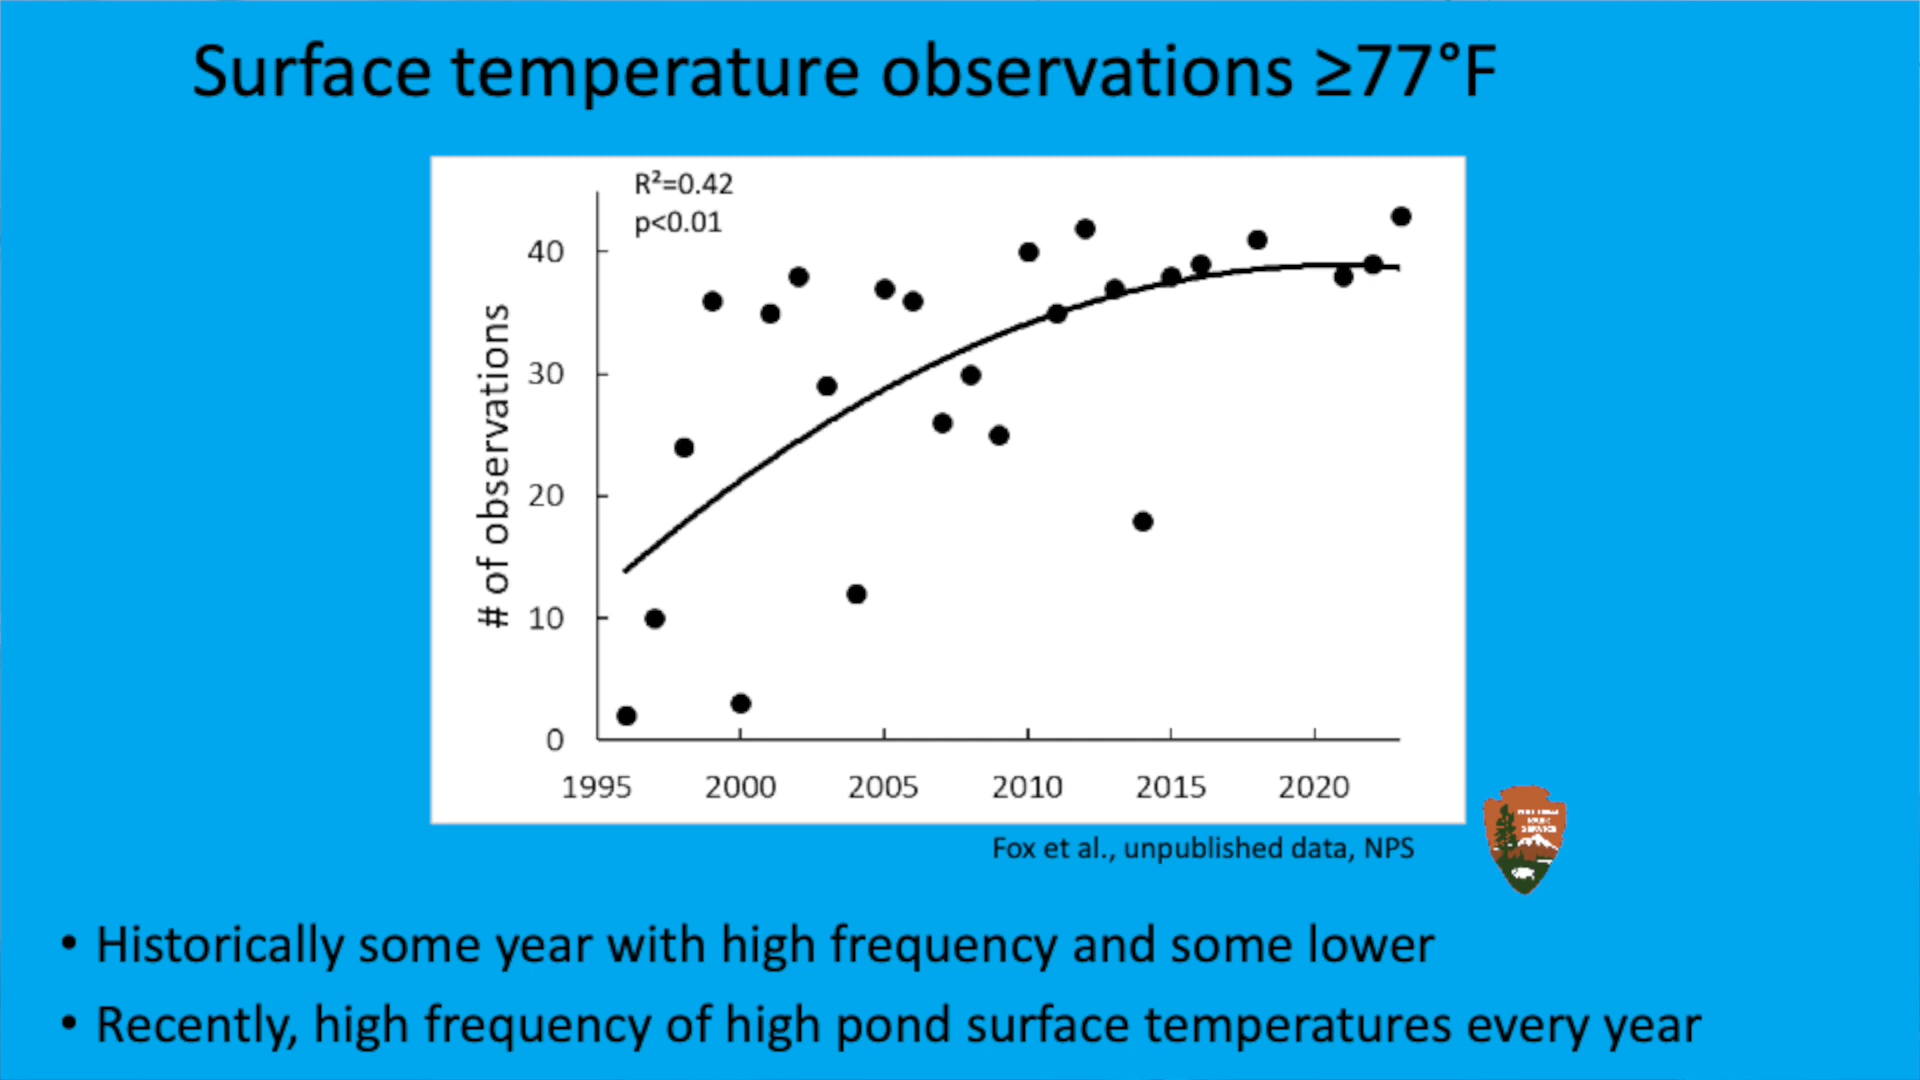 Surface temperature observations ≥77°F
R²=0.42
p<0.01
# of observations
40
30
20
10
0
1995 2000 2005 2010 2015 2020
Fox et al., unpublished data, NPS
• Historically some year with high frequency and some lower
• Recently, high frequency of high pond surface temperatures every year